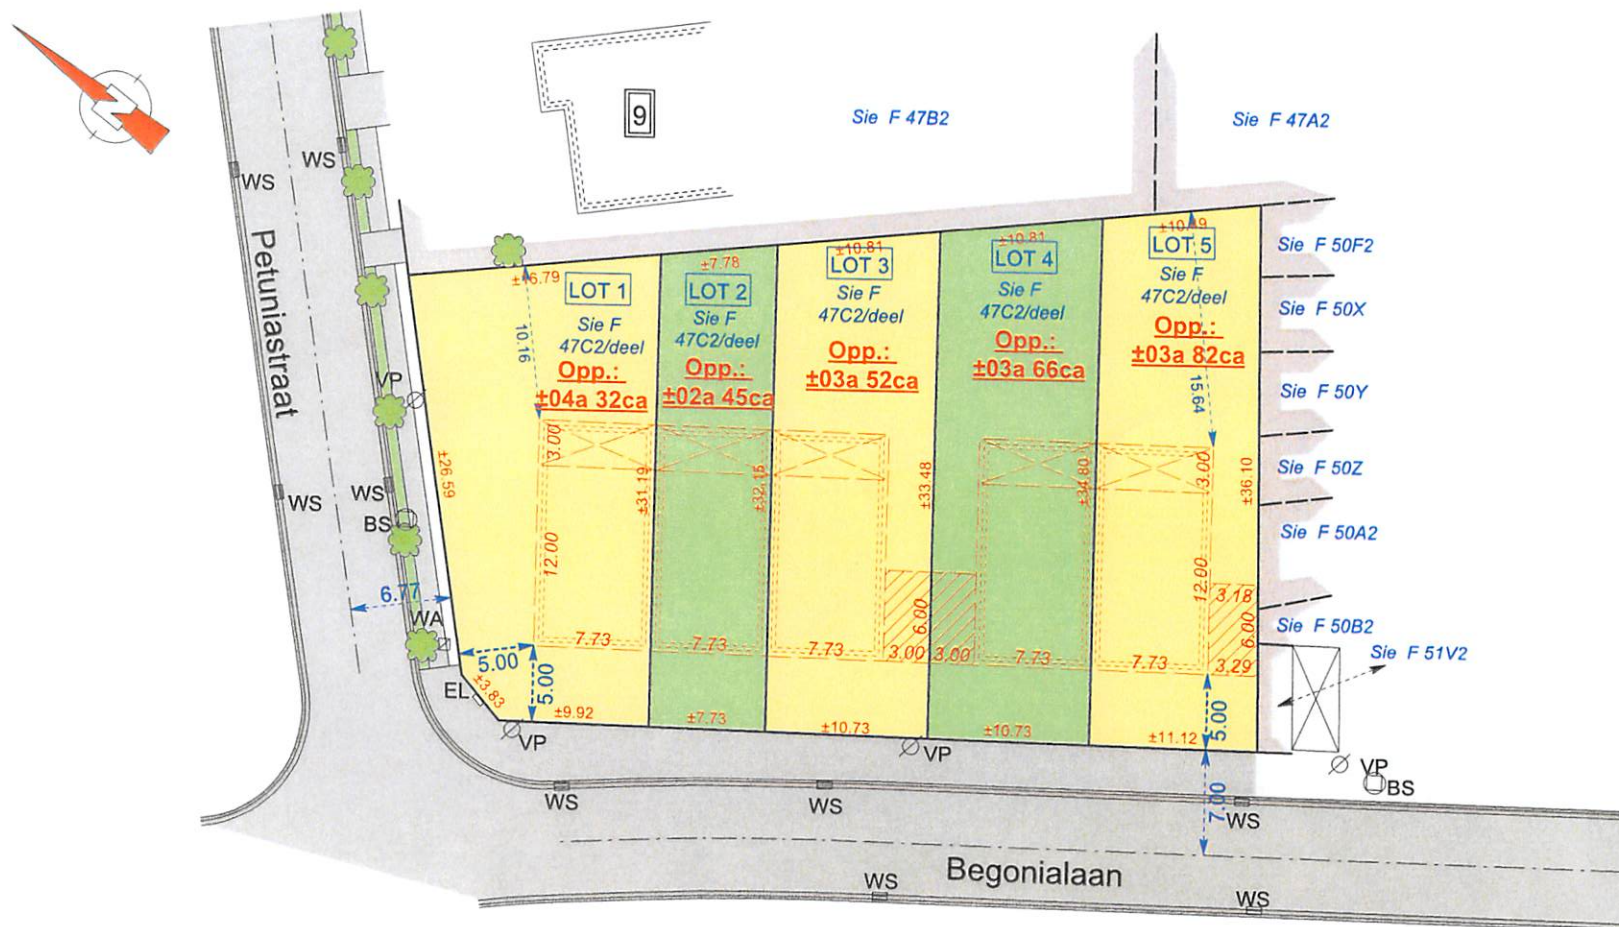 N
9
Sie F 47B2
Sie F 47A2
WS
WS
Petuniastraat
±16.79
±7.78
±10.81
±10.81
LOT 1
Sie F
47C2/deel
Opp.:
±04a 32ca
LOT 2
Sie F
47C2/deel
Opp.:
±02a 45ca
LOT 3
Sie F
47C2/deel
Opp.:
±03a 52ca
LOT 4
Sie F
47C2/deel
Opp.:
±03a 66ca
LOT 5
Sie F
47C2/deel
Opp.:
±03a 82ca
Sie F 50F2
Sie F 50X
Sie F 50Y
Sie F 50Z
Sie F 50A2
Sie F 50B2
Sie F 51V2
10.16
15.64
VP
±26.59
3.00
±31.19
±32.15
±33.48
±34.80
3.00
±36.10
WS
WS
BS
12.00
12.00
6.77
WA
3.18
6.00
6.00
7.73
7.73
7.73
3.00
3.00
7.73
7.73
3.29
5.00
5.00
5.00
EL
±3.83
±9.92
±7.73
±10.73
±10.73
±11.12
VP
VP
VP
BS
7.00
WS
WS
WS
Begonialaan
WS
WS